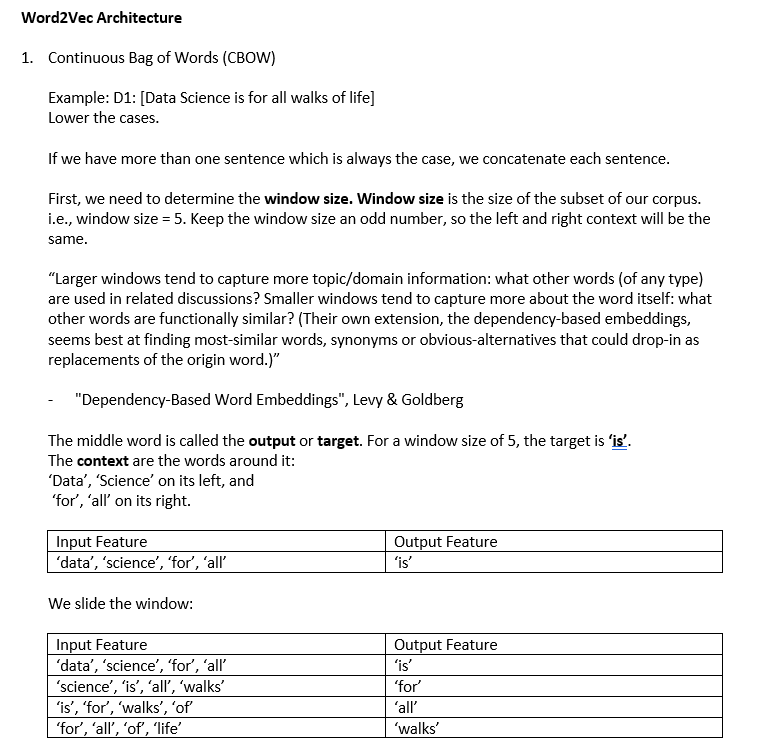 Word2Vec Architecture
1. Continuous Bag of Words (CBOW)
Example: D1: [Data Science is for all walks of life]
Lower the cases.
If we have more than one sentence which is always the case, we concatenate each sentence.
First, we need to determine the window size. Window size is the size of the subset of our corpus.
i.e., window size = 5. Keep the window size an odd number, so the left and right context will be the
same.
“Larger windows tend to capture more topic/domain information: what other words (of any type)
are used in related discussions? Smaller windows tend to capture more about the word itself: what
other words are functionally similar? (Their own extension, the dependency-based embeddings,
seems best at finding most-similar words, synonyms or obvious-alternatives that could drop-in as
replacements of the origin word.)”
- "Dependency-Based Word Embeddings", Levy & Goldberg
The middle word is called the output or target. For a window size of 5, the target is ‘is’.
The context are the words around it:
‘Data’, ‘Science’ on its left, and
‘for’, ‘all’ on its right.
Input Feature Output Feature
‘data’, ‘science’, ‘for’, ‘all’ ‘is’
We slide the window:
Input Feature Output Feature
‘data’, ‘science’, ‘for’, ‘all’ ‘is’
‘science’, ‘is’, ‘all’, ‘walks’ ‘for’
‘is’, ‘for’, ‘walks’, ‘of’ ‘all’
‘for’, ‘all’, ‘of’, ‘life’ ‘walks’